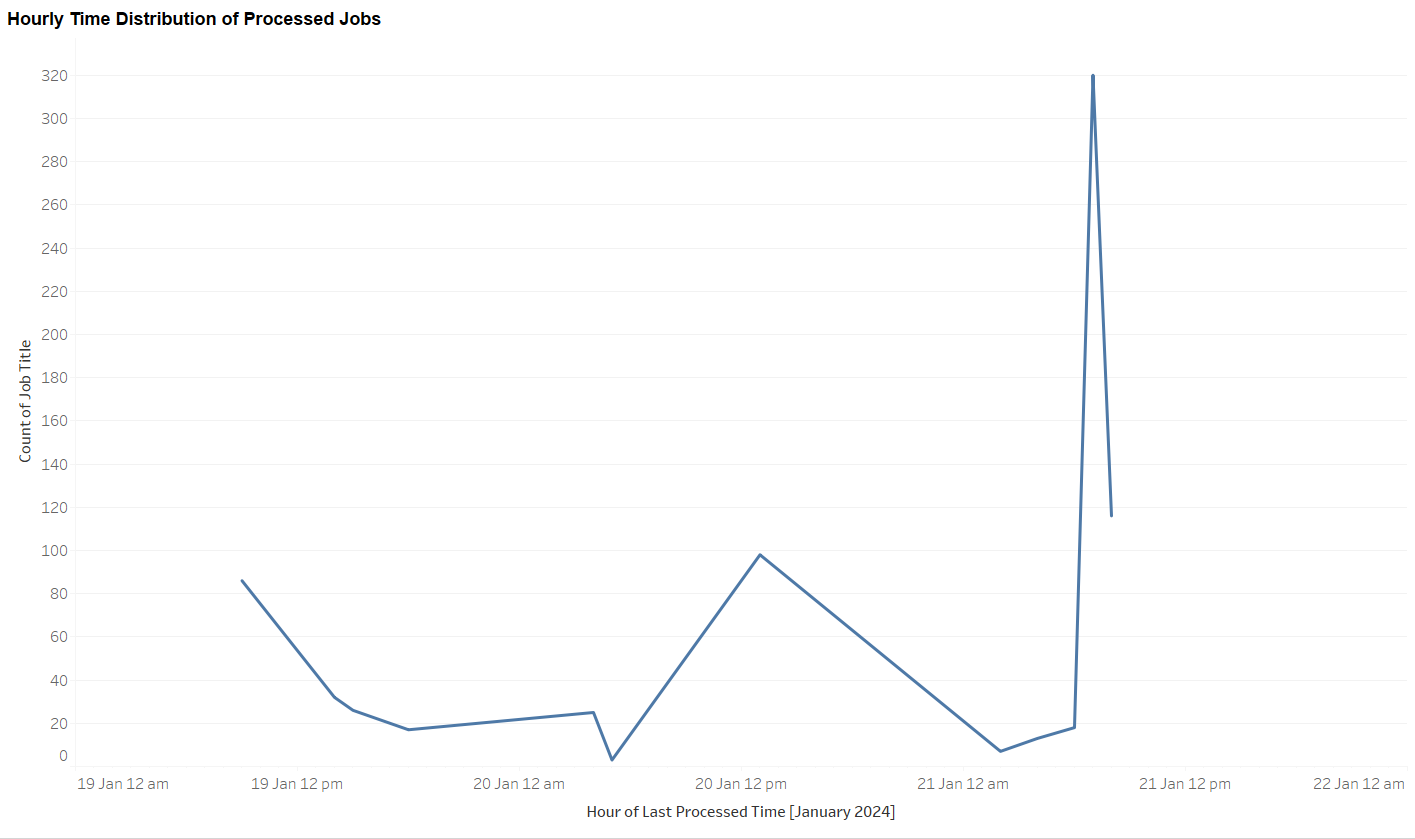 Hourly Time Distribution of Processed Jobs
320
300
280
260
240
220
200
180
160
140
120
100
80
60
40
20
0
Count of Job Title
19 Jan 12 am
19 Jan 12 pm
20 Jan 12 am
20 Jan 12 pm
21 Jan 12 am
21 Jan 12 pm
22 Jan 12 am
Hour of Last Processed Time [January 2024]